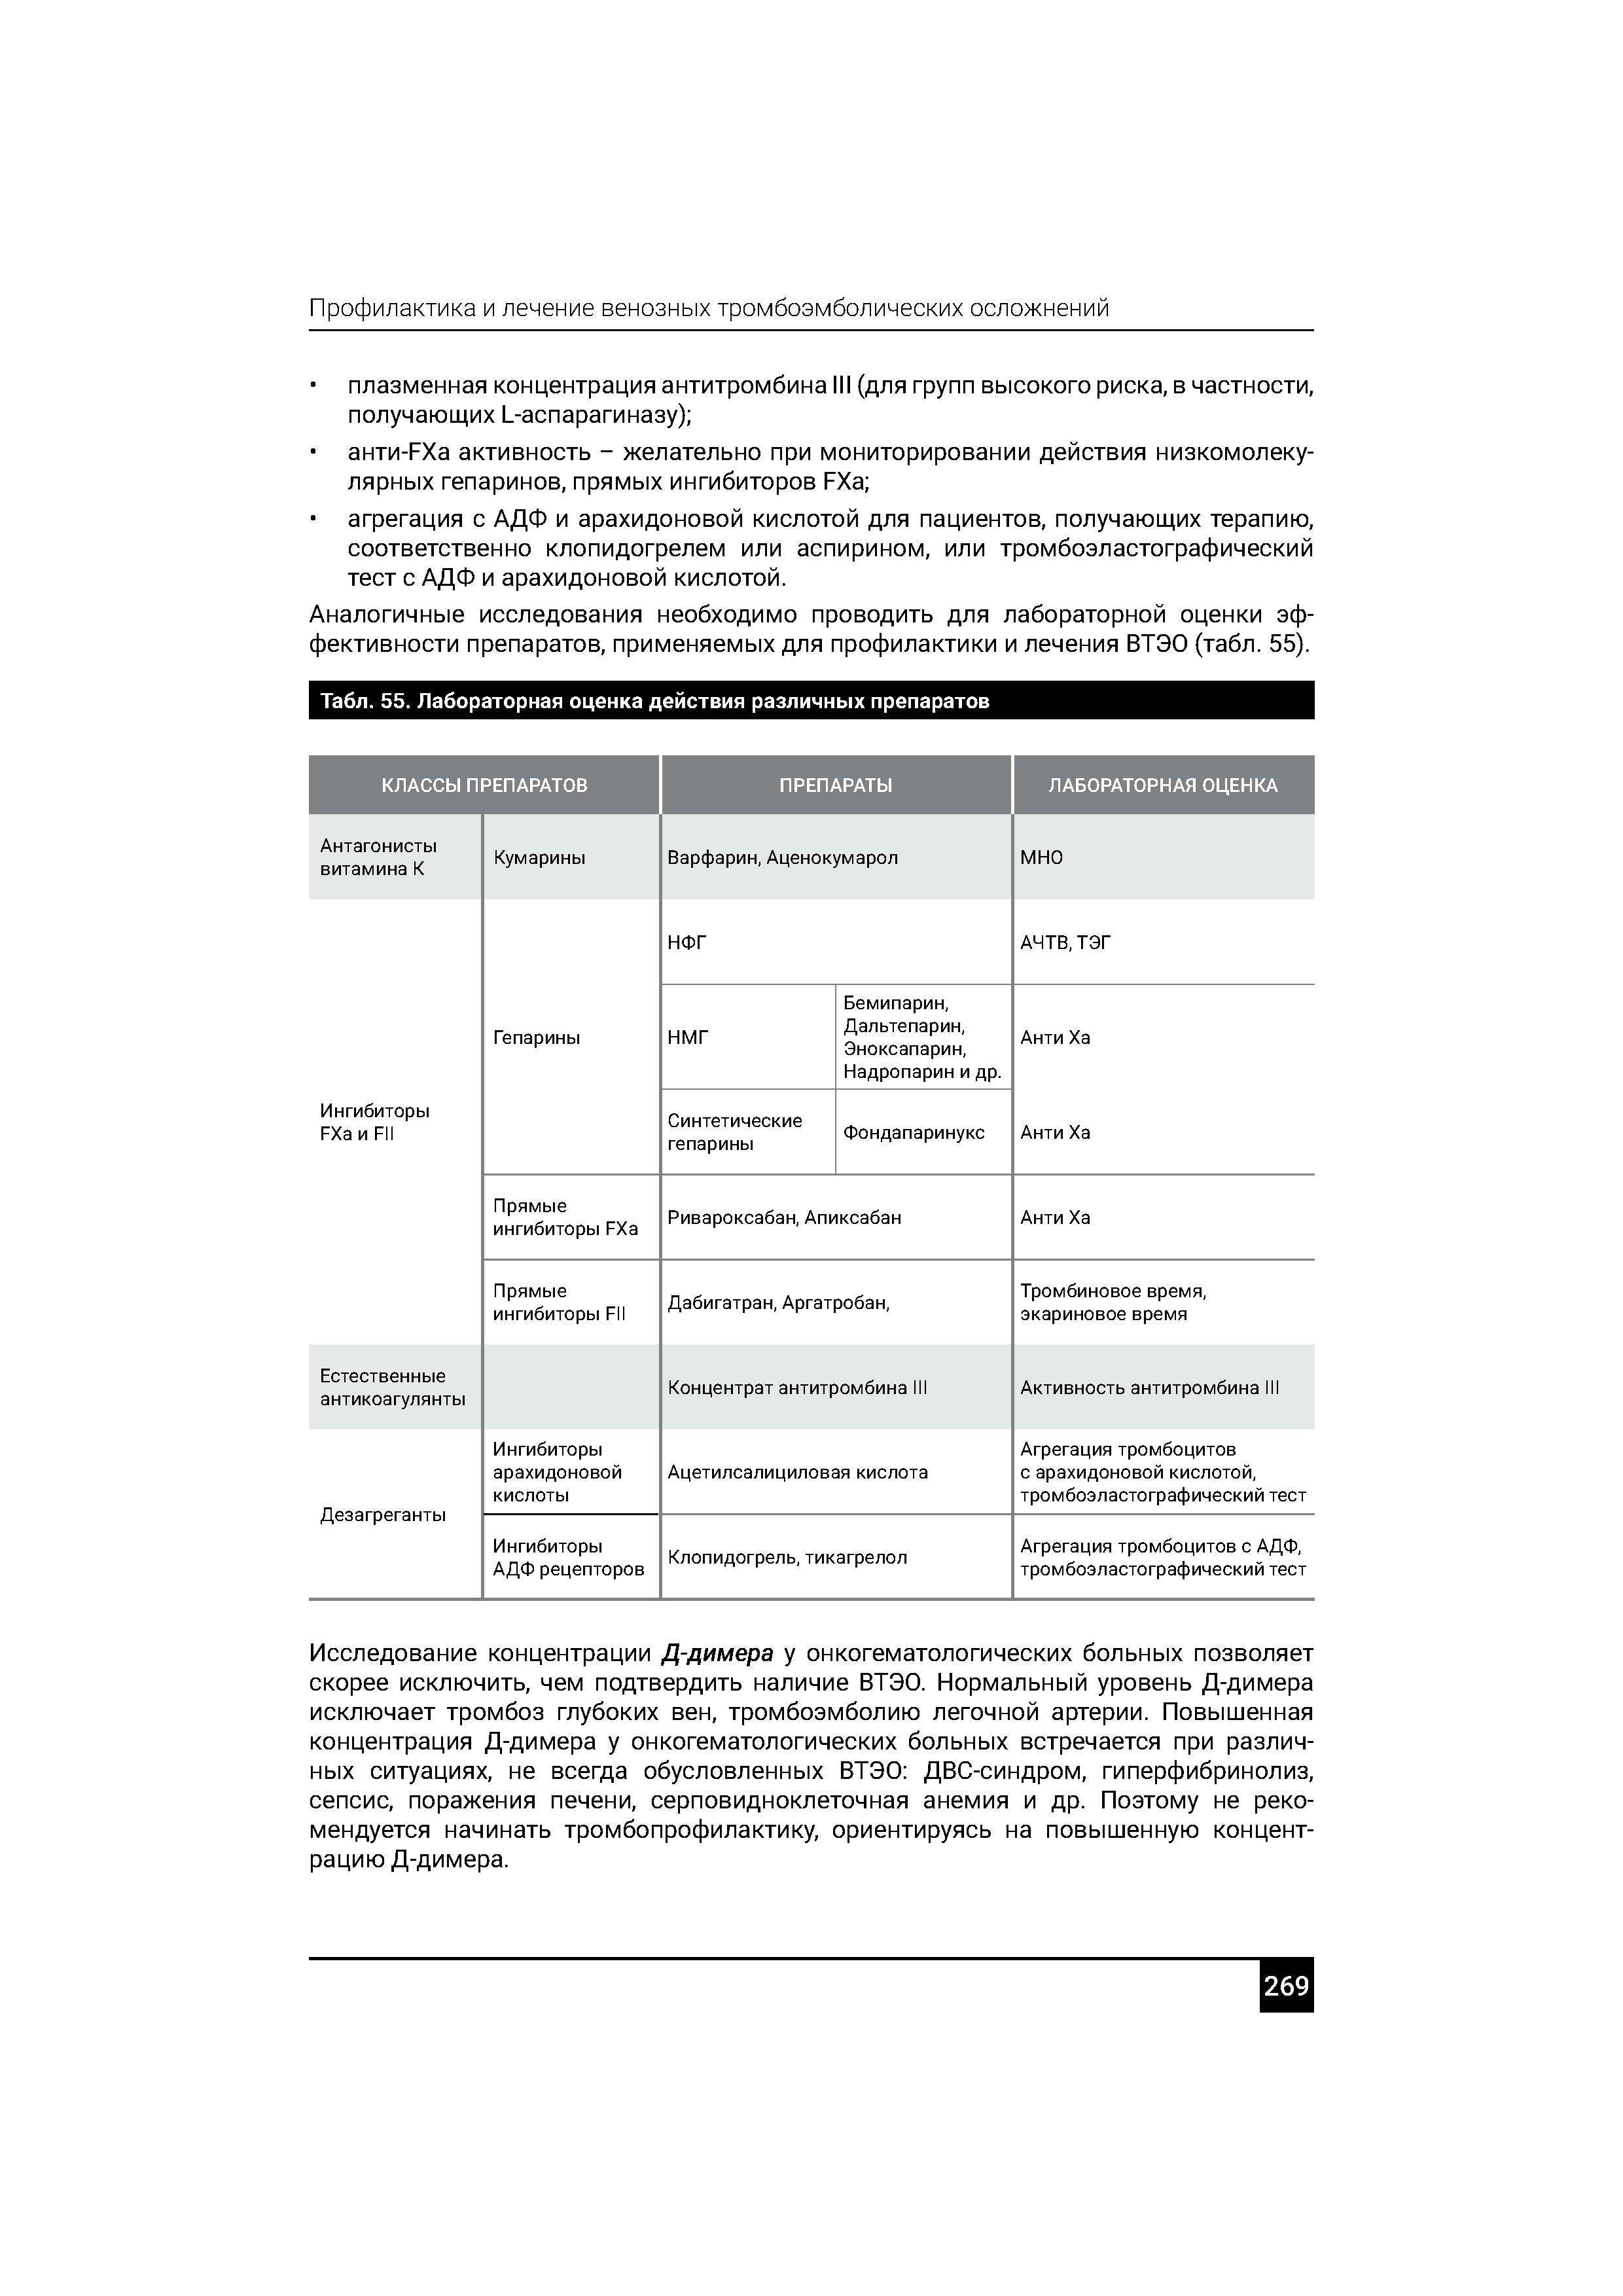 Профилактика и лечение венозных тромбоэмболических осложнений
• плазменная концентрация антитромбина III (для групп высокого риска, в частности,
получающих L-аспарагиназу);
• анти-FXa активность – желательно при мониторировании действия низкомолеку-
лярных гепаринов, прямых ингибиторов FXa;
• агрегация с АДФ и арахидоновой кислотой для пациентов, получающих терапию,
соответственно клопидогрелем или аспирином, или тромбоэластографический
тест с АДФ и арахидоновой кислотой.
Аналогичные исследования необходимо проводить для лабораторной оценки эф-
фективности препаратов, применяемых для профилактики и лечения ВТЭО (табл. 55).
Табл. 55. Лабораторная оценка действия различных препаратов
КЛАССЫ ПРЕПАРАТОВ ПРЕПАРАТЫ ЛАБОРАТОРНАЯ ОЦЕНКА
Антагонисты
витамина К
Кумарины
Варфарин, Аценокумарол
МНО
Ингибиторы
FXa и FII
Гепарины
НФГ
АЧТВ, ТЭГ
НМГ
Бемипарин,
Дальтепарин,
Эноксапарин,
Надропарин и др.
Анти Ха
Синтетические
гепарины
Фондапаринукс
Анти Ха
Прямые
ингибиторы FXa
Ривароксабан, Апиксабан
Анти Ха
Прямые
ингибиторы FII
Дабигатран, Аргатробан,
Тромбиновое время,
экариновое время
Естественные
антикоагулянты
Концентрат антитромбина III
Активность антитромбина III
Дезагреганты
Ингибиторы
арахидоновой
кислоты
Ацетилсалициловая кислота
Агрегация тромбоцитов
с арахидоновой кислотой,
тромбоэластографический тест
Ингибиторы
АДФ рецепторов
Клопидогрель, тикагрелол
Агрегация тромбоцитов с АДФ,
тромбоэластографический тест
Исследование концентрации Д-димера у онкогематологических больных позволяет
скорее исключить, чем подтвердить наличие ВТЭО. Нормальный уровень Д-димера
исключает тромбоз глубоких вен, тромбоэмболию легочной артерии. Повышенная
концентрация Д-димера у онкогематологических больных встречается при различ-
ных ситуациях, не всегда обусловленных ВТЭО: ДВС-синдром, гиперфибринолиз,
сепсис, поражения печени, серповидноклеточная анемия и др. Поэтому не реко-
мендуется начинать тромбопрофилактику, ориентируясь на повышенную концент-
рацию Д-димера.
269